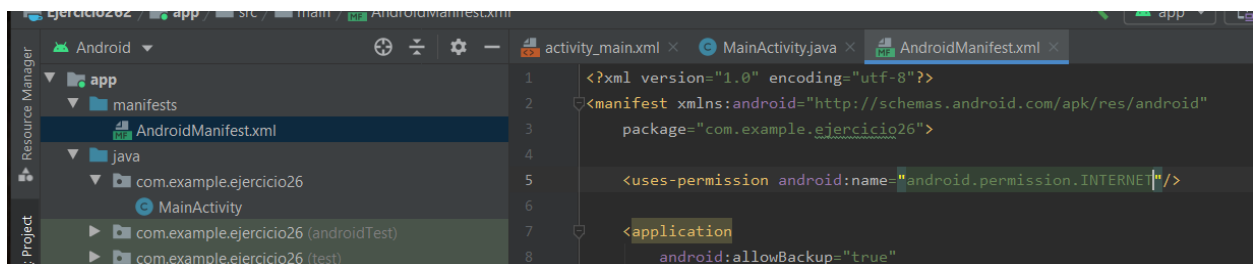 Ejercicio262 / app / src / main / AndroidManifest.xml app
Resource Manager
Project
Android
app
manifests
AndroidManifest.xml
java
com.example.ejercicio26
MainActivity
com.example.ejercicio26 (androidTest)
com.example.ejercicio26 (test)
activity_main.xml MainActivity.java AndroidManifest.xml
1 <?xml version="1.0" encoding="utf-8"?>
2 <manifest xmlns:android="http://schemas.android.com/apk/res/android"
3 package="com.example.ejercicio26">
4
5 <uses-permission android:name="android.permission.INTERNET"/>
6
7 <application
8 android:allowBackup="true"